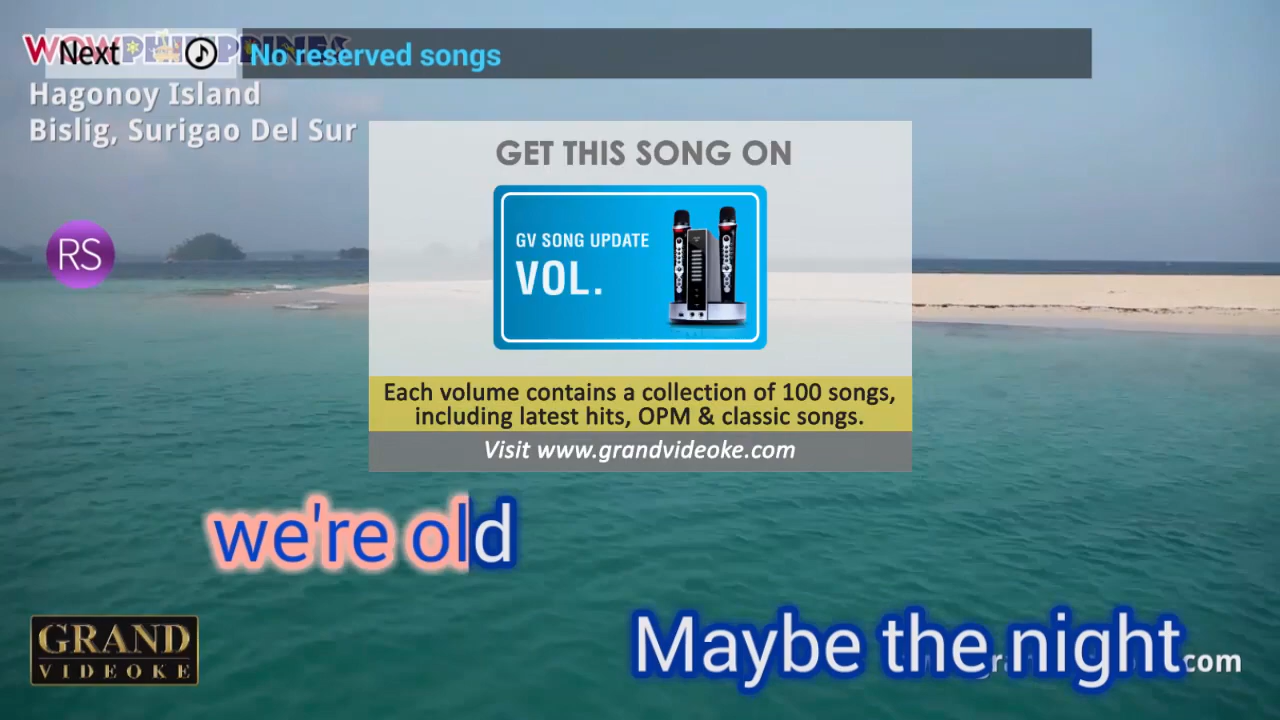 WOW PHILIPPINES
Next
No reserved songs
Hagonoy Island
Bislig, Surigao Del Sur
RS
GET THIS SONG ON
GV SONG UPDATE
VOL.
Each volume contains a collection of 100 songs,
including latest hits, OPM & classic songs.
Visit www.grandvideoke.com
we're old
Maybe the night
GRAND
VIDEOKE